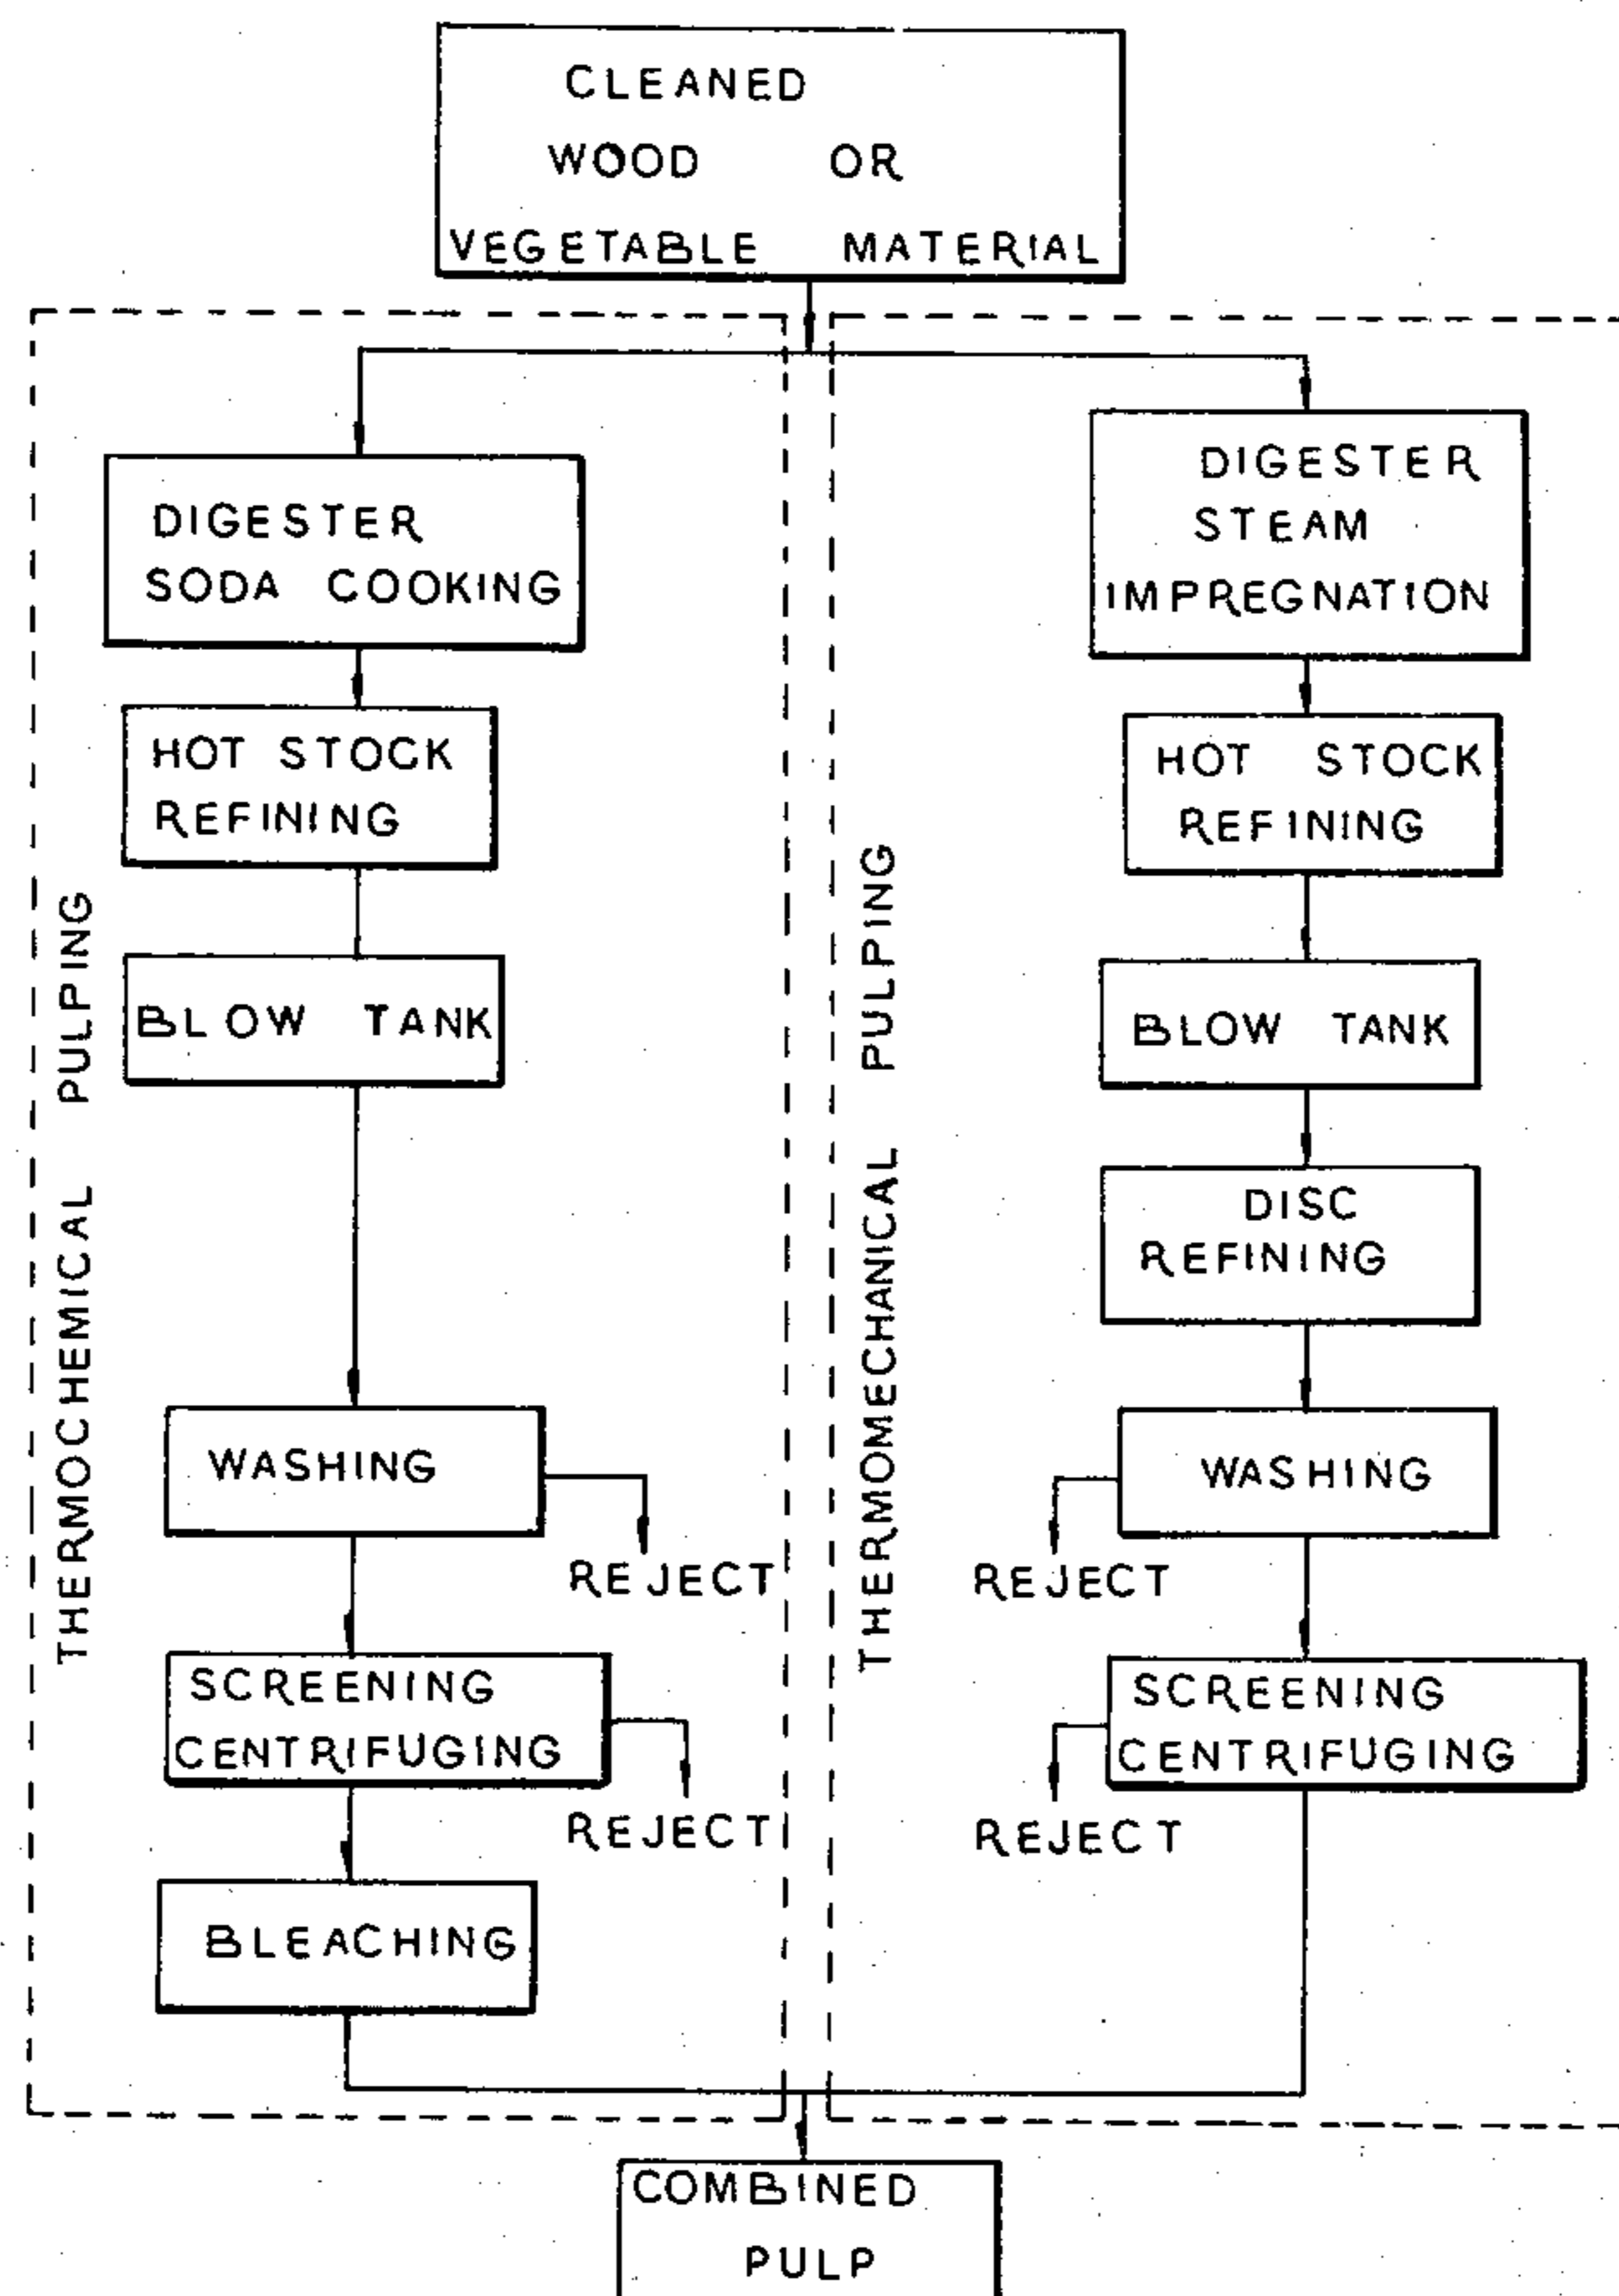 CLEANED
WOOD OR
VEGETABLE MATERIAL
THERMOCHEMICAL PULPING
DIGESTER
SODA COOKING
HOT STOCK
REFINING
BLOW TANK
WASHING
REJECT
SCREENING
CENTRIFUGING
REJECT
BLEACHING
THERMOMECHANICAL PULPING
DIGESTER
STEAM
IMPREGNATION
HOT STOCK
REFINING
BLOW TANK
DISC
REFINING
WASHING
REJECT
SCREENING
CENTRIFUGING
REJECT
COMBINED
PULP